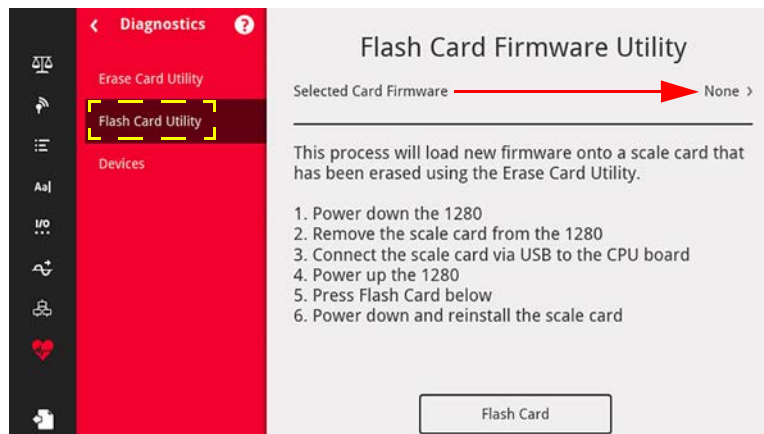 Diagnostics ?
Erase Card Utility
Flash Card Utility
Devices
Aa
I/O
Flash Card Firmware Utility
Selected Card Firmware None >
This process will load new firmware onto a scale card that
has been erased using the Erase Card Utility.
1. Power down the 1280
2. Remove the scale card from the 1280
3. Connect the scale card via USB to the CPU board
4. Power up the 1280
5. Press Flash Card below
6. Power down and reinstall the scale card
Flash Card